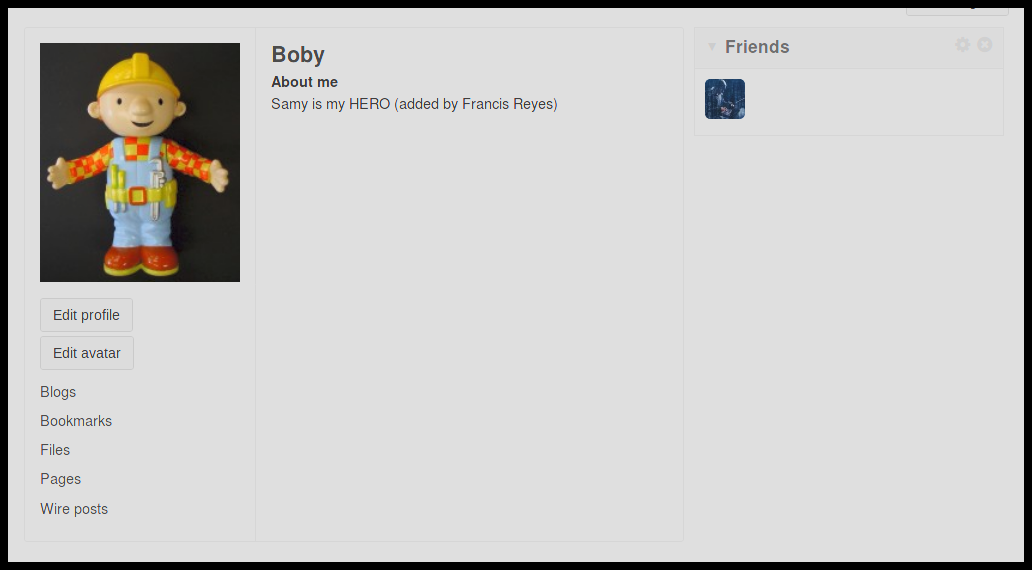 Boby
About me
Samy is my HERO (added by Francis Reyes)
Edit profile
Edit avatar
Blogs
Bookmarks
Files
Pages
Wire posts
Friends